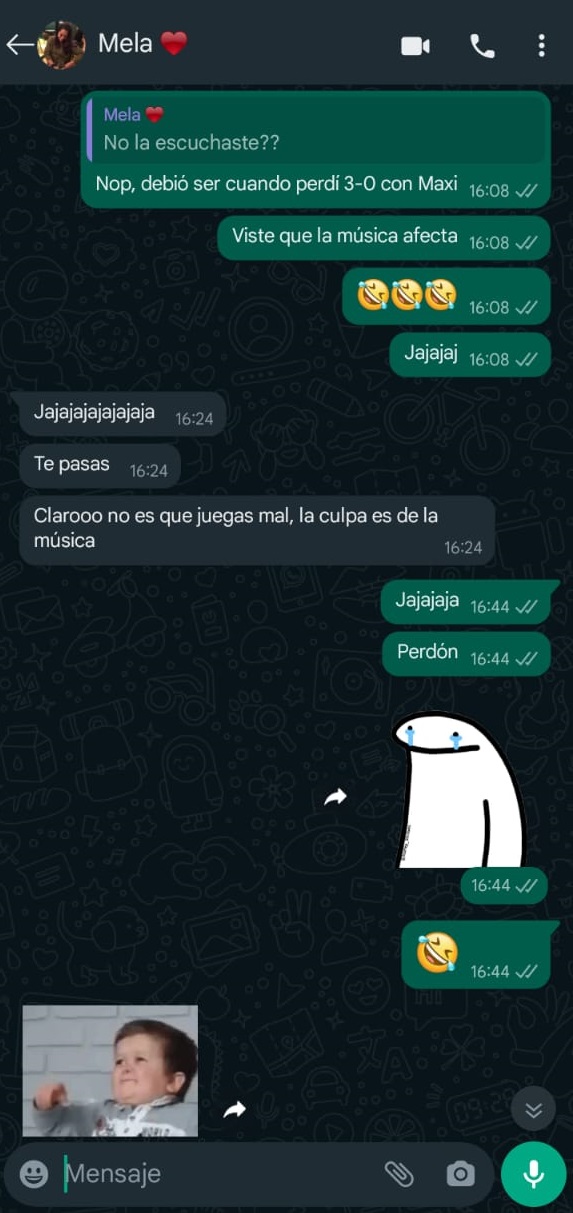 Mela ❤️
Mela ❤️
No la escuchaste??
Nop, debió ser cuando perdí 3-0 con Maxi 16:08
Viste que la música afecta 16:08
🤣🤣🤣 16:08
Jajajaj 16:08
Jajajajajajajaja 16:24
Te pasas 16:24
Clarooo no es que juegas mal, la culpa es de la
música 16:24
Jajajaja 16:44
Perdón 16:44
16:44
🤣 16:44
WORLD
Mensaje